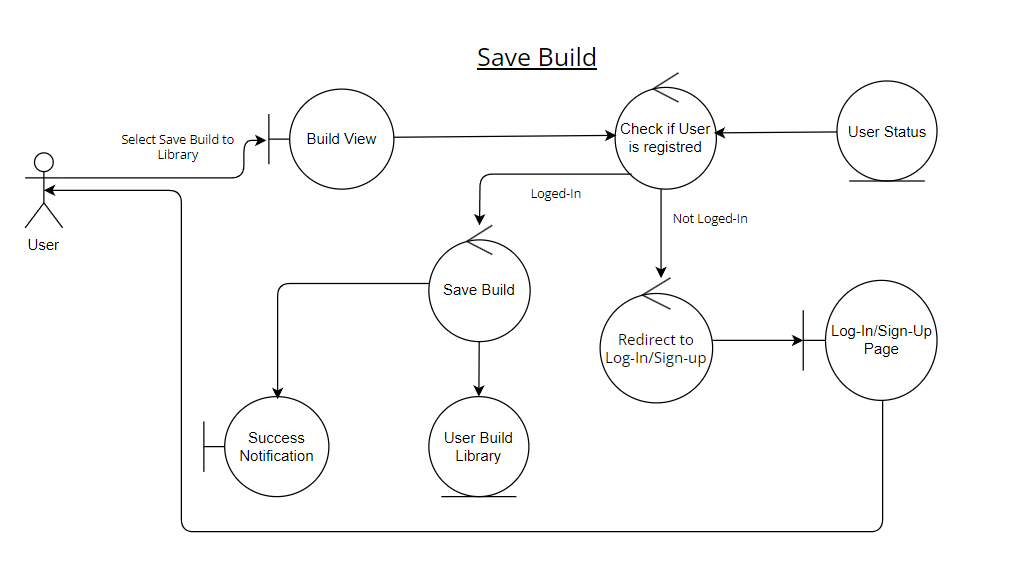 Save Build
Select Save Build to
Library
Build View
Check if User
is registred
User Status
User
Loged-In
Not Loged-In
Save Build
Redirect to
Log-In/Sign-up
Log-In/Sign-Up
Page
Success
Notification
User Build
Library